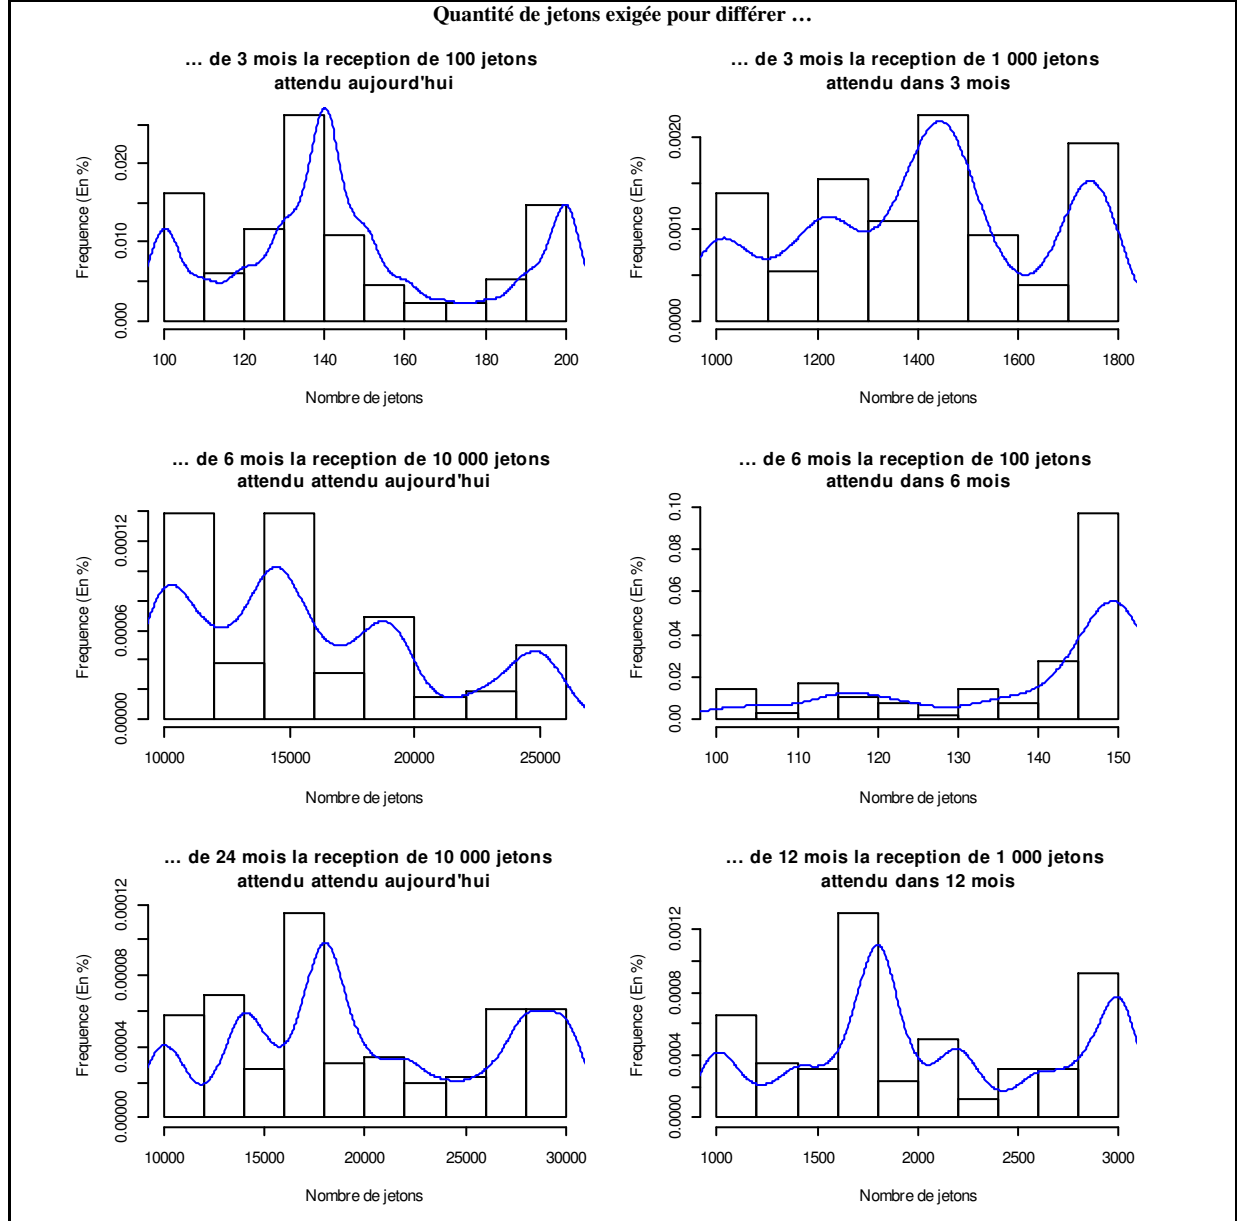 Quantité de jetons exigée pour différer …
… de 3 mois la reception de 100 jetons
attendu aujourd'hui
Frequence (En %)
0.000 0.010 0.020
100 120 140 160 180 200
Nombre de jetons
… de 3 mois la reception de 1 000 jetons
attendu dans 3 mois
Frequence (En %)
0.0000 0.0010 0.0020
1000 1200 1400 1600 1800
Nombre de jetons
… de 6 mois la reception de 10 000 jetons
attendu attendu aujourd'hui
Frequence (En %)
0.00000 0.00006 0.00012
10000 15000 20000 25000
Nombre de jetons
… de 6 mois la reception de 100 jetons
attendu dans 6 mois
Frequence (En %)
0.00 0.02 0.04 0.06 0.08 0.10
100 110 120 130 140 150
Nombre de jetons
… de 24 mois la reception de 10 000 jetons
attendu attendu aujourd'hui
Frequence (En %)
0.00000 0.00004 0.00008 0.00012
10000 15000 20000 25000 30000
Nombre de jetons
… de 12 mois la reception de 1 000 jetons
attendu dans 12 mois
Frequence (En %)
0.0000 0.0004 0.0008 0.0012
1000 1500 2000 2500 3000
Nombre de jetons